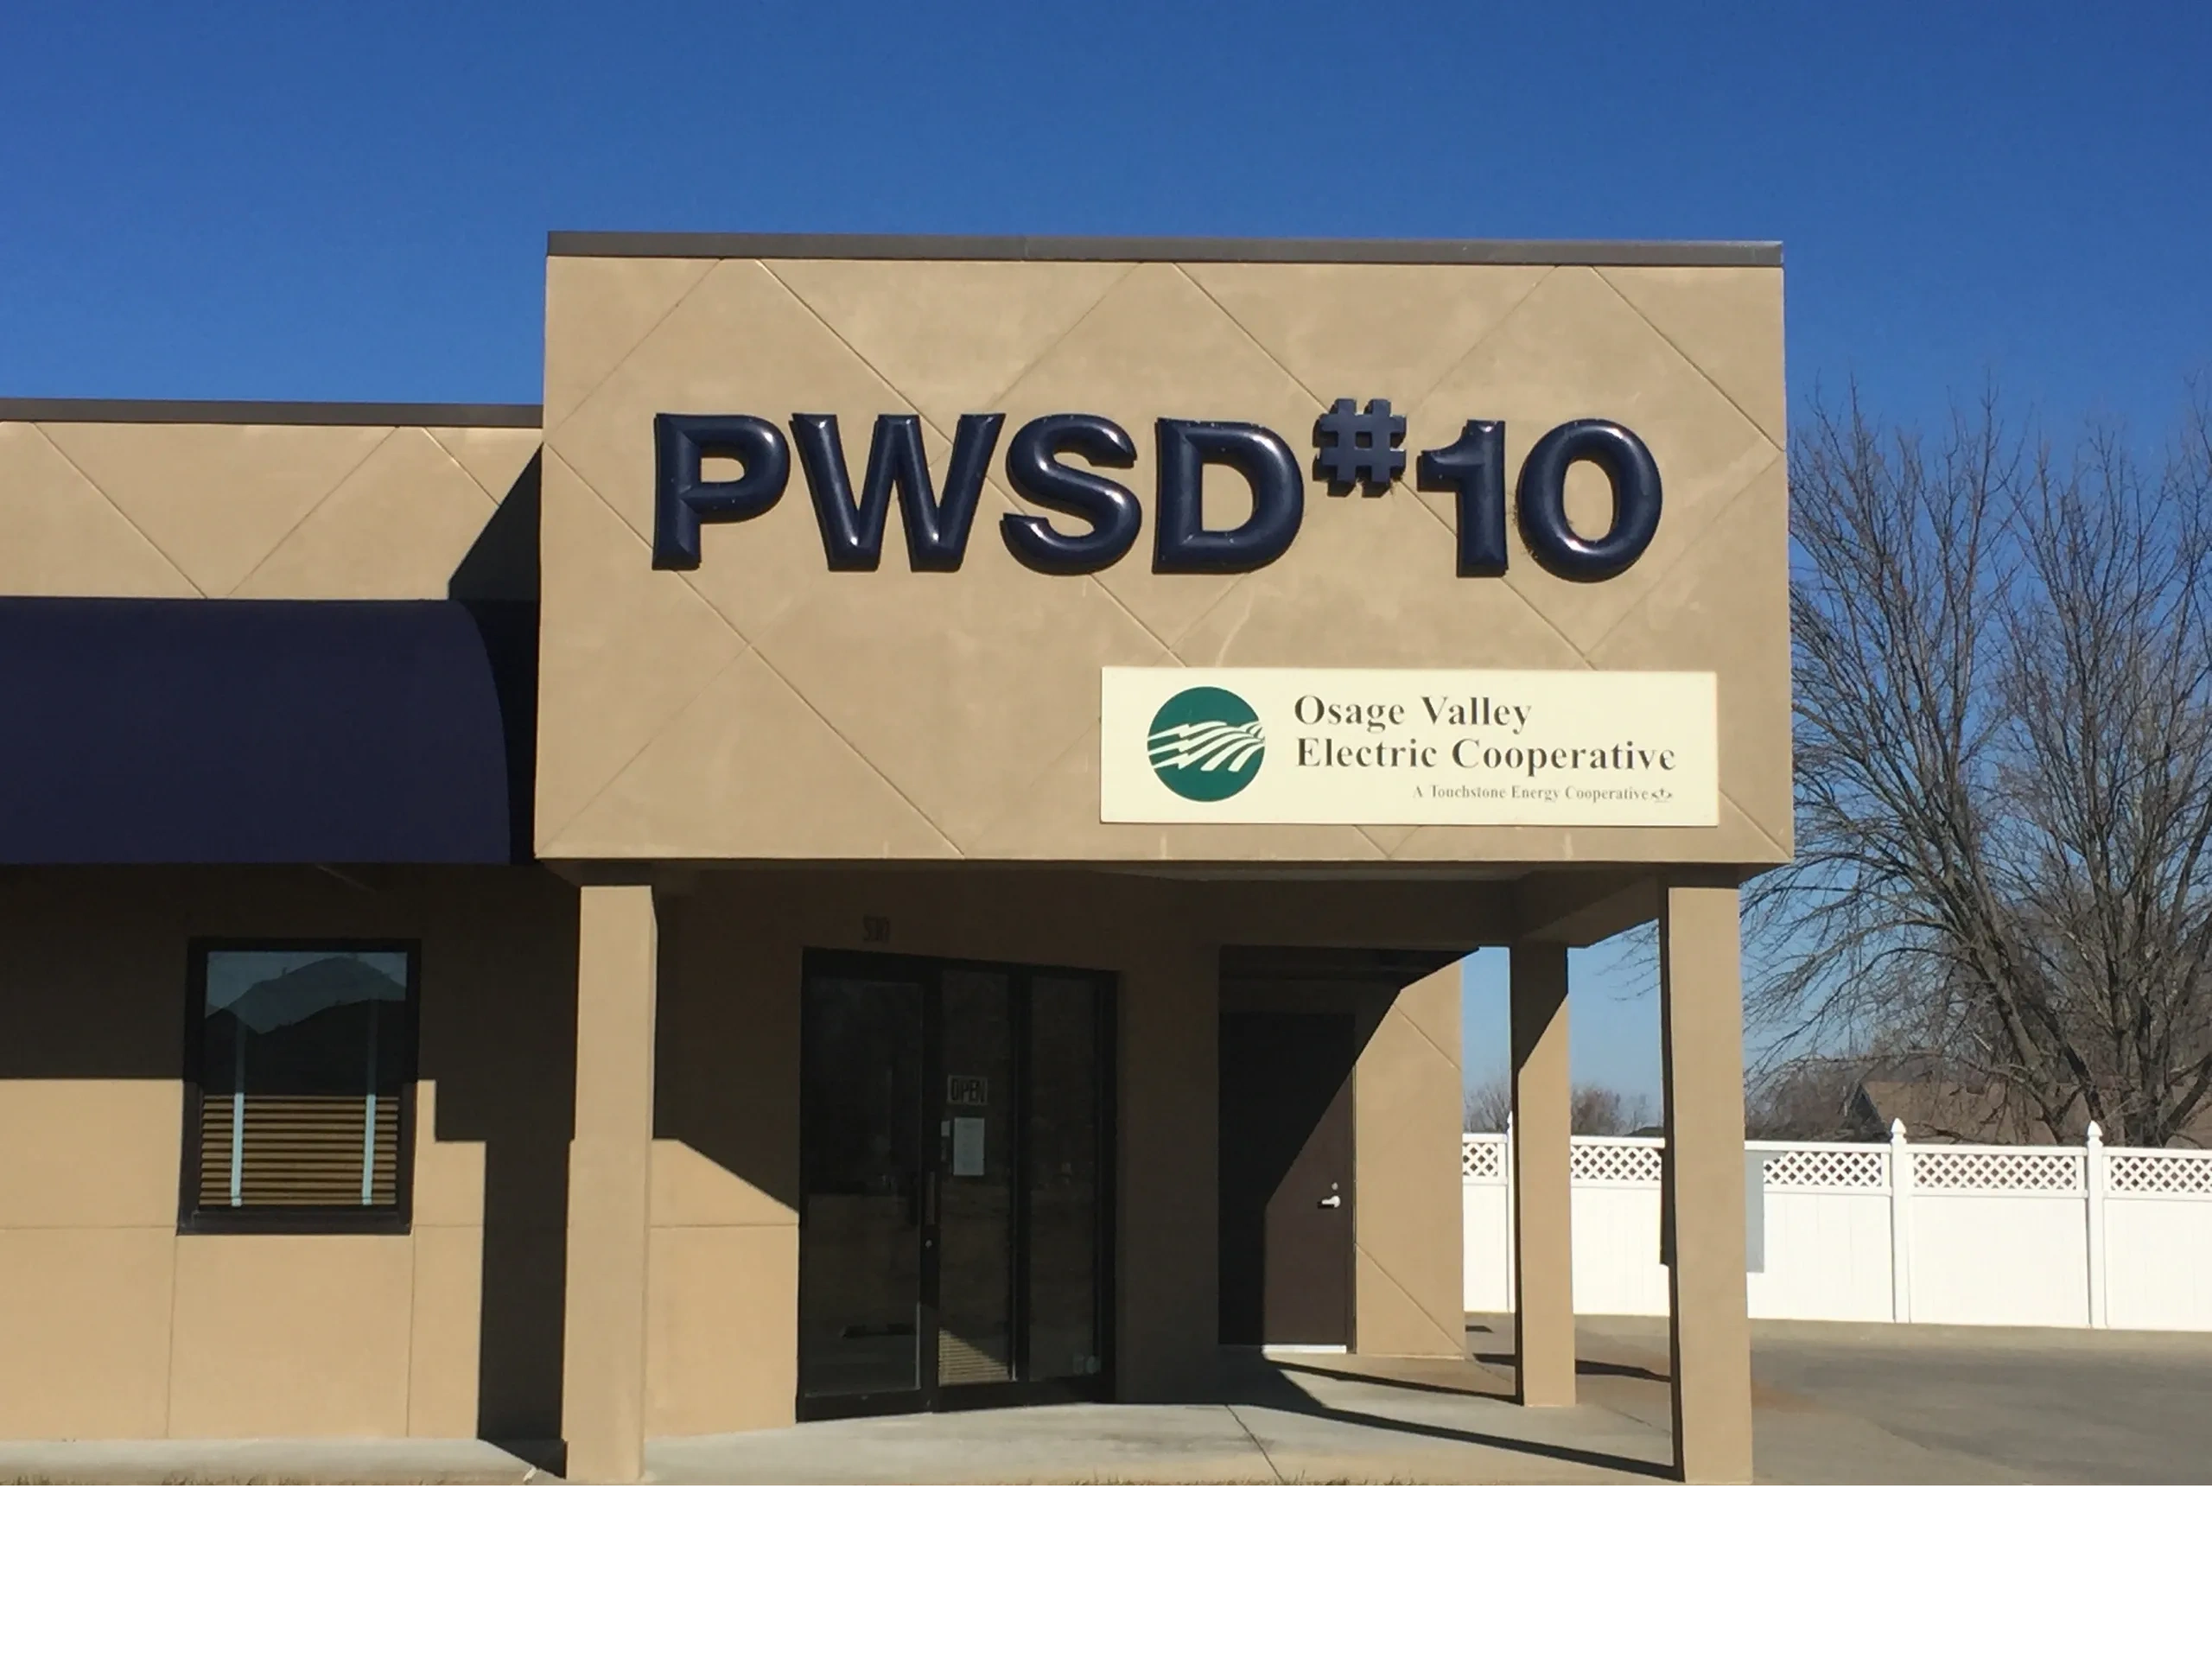 PWSD #10
Osage Valley
Electric Cooperative
A Touchstone Energy Cooperative
OPEN